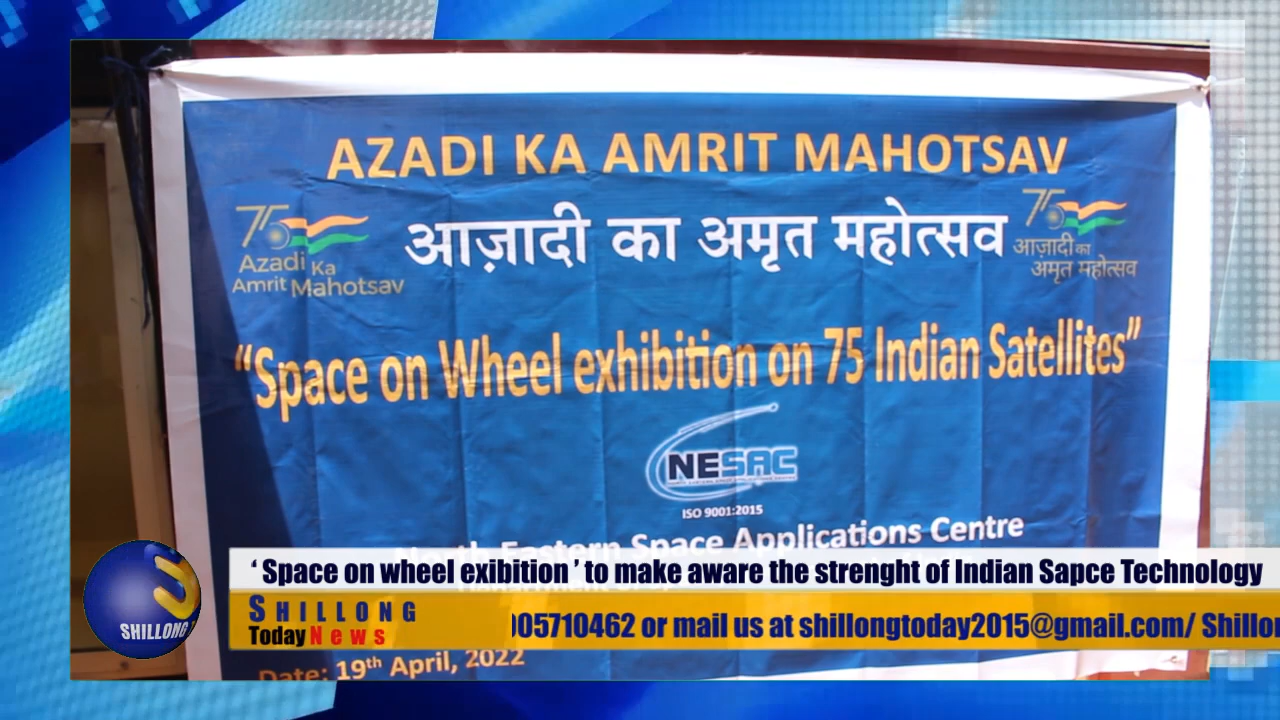 AZADI KA AMRIT MAHOTSAV
आज़ादी का अमृत महोत्सव
75
Azadi Ka
Amrit Mahotsav
75
आज़ादी का
अमृत महोत्सव
"Space on Wheel exhibition on 75 Indian Satellites"
NESAC
ISO 9001:2015
North Eastern Space Applications Centre
‘ Space on wheel exibition ’ to make aware the strenght of Indian Sapce Technology
SHILLONG
SHILLONG
Today News
005710462 or mail us at shillongtoday2015@gmail.com/ Shillon
Date: 19th April, 2022